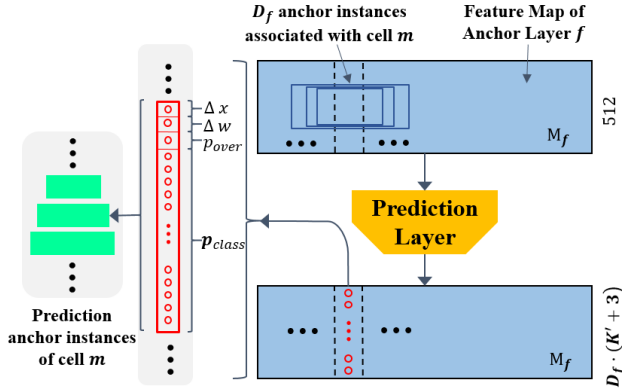 D_f anchor instances
associated with cell m
Feature Map of
Anchor Layer f
Δ x
Δ w
p_over
p_class
M_f
512
Prediction
Layer
Prediction
anchor instances
of cell m
M_f
D_f · (K′ + 3)